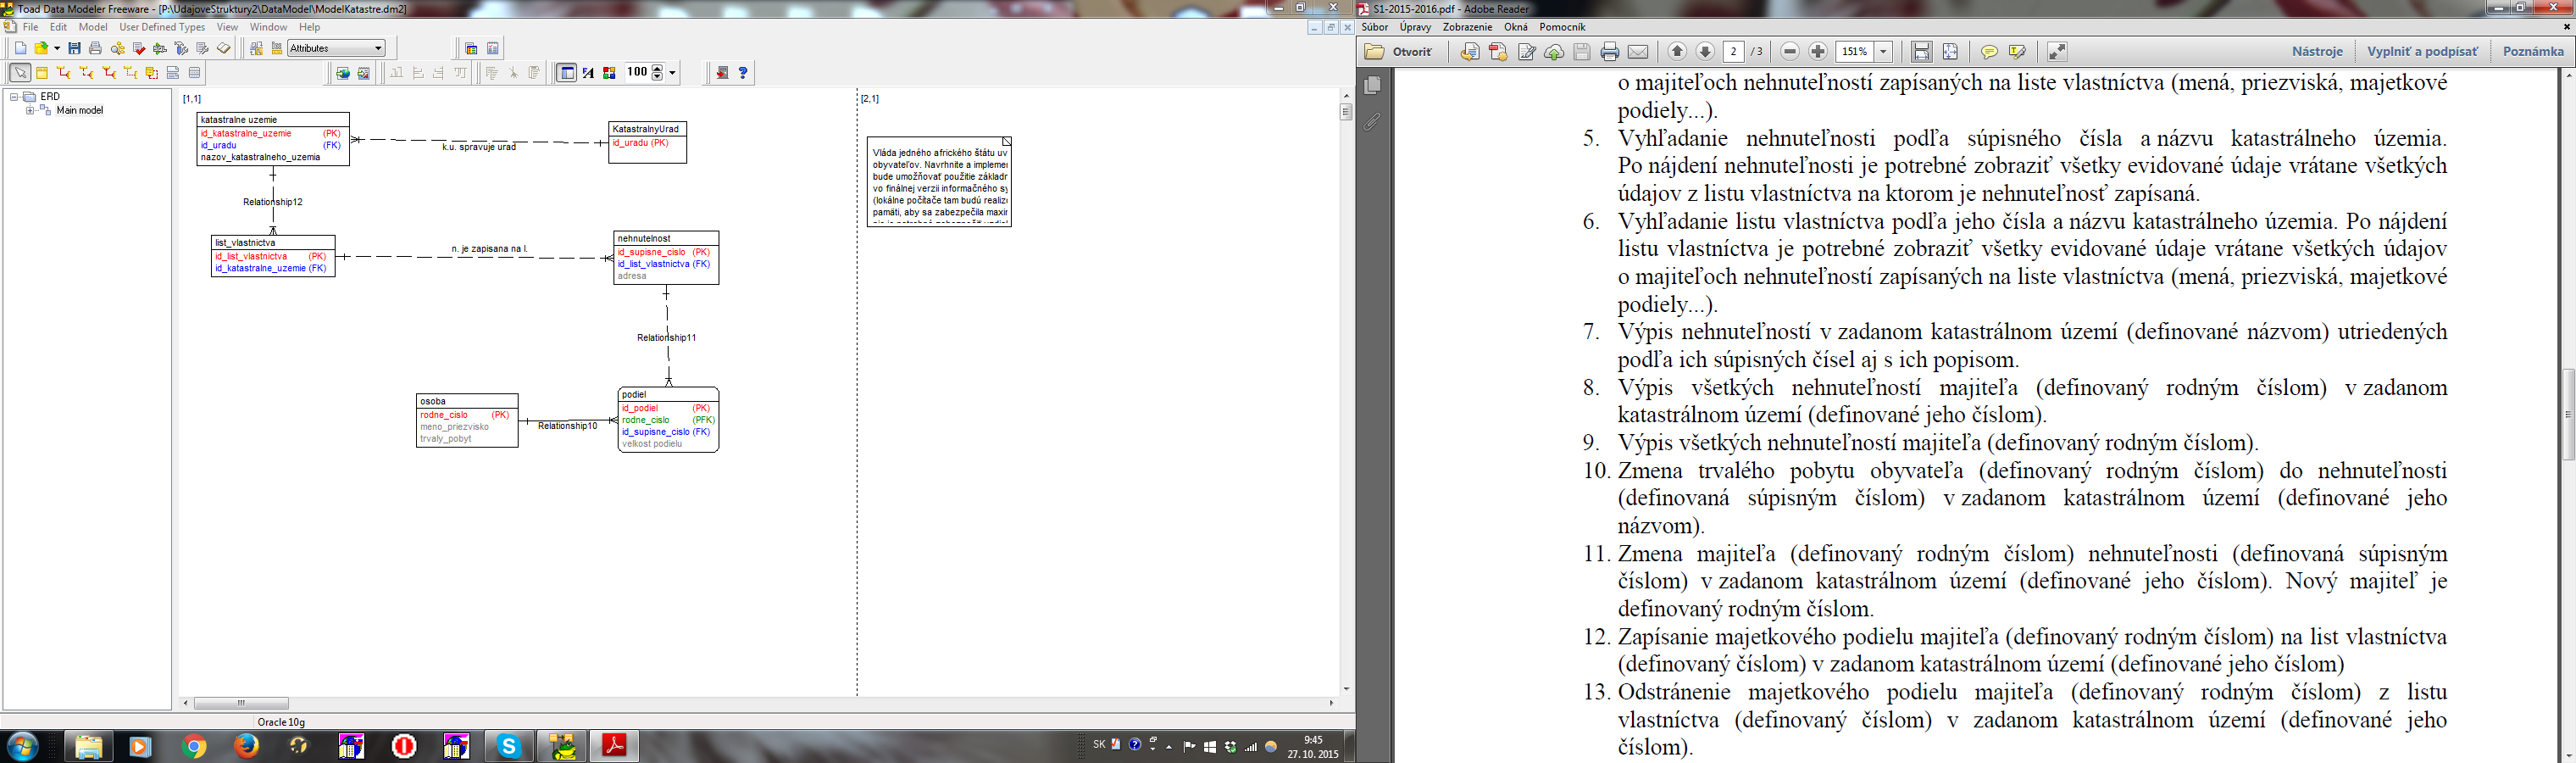 Toad Data Modeler Freeware - [P:\UdajoveStruktury2\DataModel\ModelKatastre.dm2]
File Edit Model User Defined Types View Window Help
Attributes
100
ERD
Main model
[1,1]
[2,1]
katastralne uzemie
id_katastralne_uzemie (PK)
id_uradu (FK)
nazov_katastralneho_uzemia
k.u. spravuje urad
KatastralnyUrad
id_uradu (PK)
Relationship12
list_vlastnictva
id_list_vlastnictva (PK)
id_katastralne_uzemie (FK)
n. je zapisana na l.
nehnutelnost
id_supisne_cislo (PK)
id_list_vlastnictva (FK)
adresa
Relationship11
osoba
rodne_cislo (PK)
meno_priezvisko
trvaly_pobyt
Relationship10
podiel
id_podiel (PK)
rodne_cislo (PFK)
id_supisne_cislo (FK)
velkost podielu
Vláda jedného afrického štátu uv
obyvateľov. Navrhnite a implemer
bude umožňovať použitie základr
vo finálnej verzii informačného sy
(lokálne počítače tam budú realizo
pamäti, aby sa zabezpečila maxir
Oracle 10g
SK
9:45
27. 10. 2015
S1-2015-2016.pdf - Adobe Reader
Súbor Úpravy Zobrazenie Okná Pomocník
Otvoriť
2 / 3
151%
Nástroje Vyplniť a podpísať Poznámka
o majiteľoch nehnuteľností zapísaných na liste vlastníctva (mená, priezviská, majetkové
podiely...).
5. Vyhľadanie nehnuteľnosti podľa súpisného čísla a názvu katastrálneho územia.
Po nájdení nehnuteľnosti je potrebné zobraziť všetky evidované údaje vrátane všetkých
údajov z listu vlastníctva na ktorom je nehnuteľnosť zapísaná.
6. Vyhľadanie listu vlastníctva podľa jeho čísla a názvu katastrálneho územia. Po nájdení
listu vlastníctva je potrebné zobraziť všetky evidované údaje vrátane všetkých údajov
o majiteľoch nehnuteľností zapísaných na liste vlastníctva (mená, priezviská, majetkové
podiely...).
7. Výpis nehnuteľností v zadanom katastrálnom území (definované názvom) utriedených
podľa ich súpisných čísel aj s ich popisom.
8. Výpis všetkých nehnuteľností majiteľa (definovaný rodným číslom) v zadanom
katastrálnom území (definované jeho číslom).
9. Výpis všetkých nehnuteľností majiteľa (definovaný rodným číslom).
10. Zmena trvalého pobytu obyvateľa (definovaný rodným číslom) do nehnuteľnosti
(definovaná súpisným číslom) v zadanom katastrálnom území (definované jeho
názvom).
11. Zmena majiteľa (definovaný rodným číslom) nehnuteľnosti (definovaná súpisným
číslom) v zadanom katastrálnom území (definované jeho číslom). Nový majiteľ je
definovaný rodným číslom.
12. Zapísanie majetkového podielu majiteľa (definovaný rodným číslom) na list vlastníctva
(definovaný číslom) v zadanom katastrálnom území (definované jeho číslom)
13. Odstránenie majetkového podielu majiteľa (definovaný rodným číslom) z listu
vlastníctva (definovaný číslom) v zadanom katastrálnom území (definované jeho
číslom).